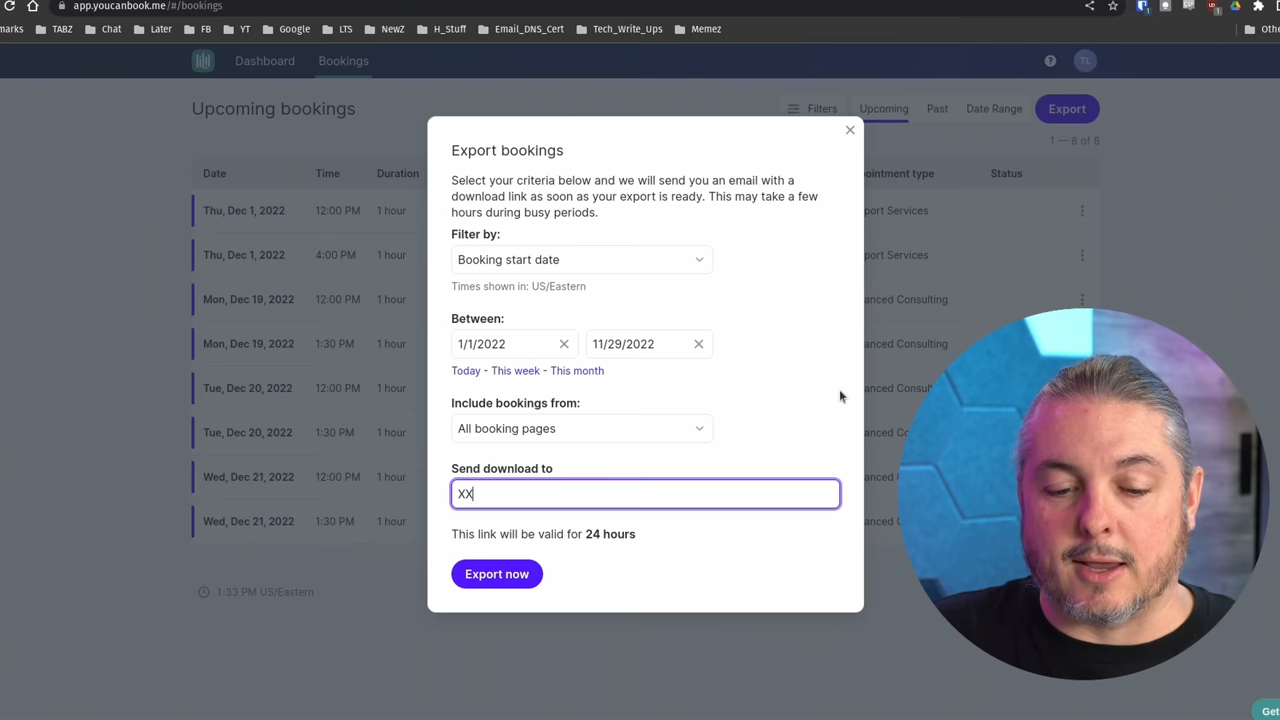 app.youcanbook.me/#/bookings
marks TABZ Chat Later FB YT Google LTS NewZ H_Stuff Email_DNS_Cert Tech_Write_Ups Memez Othe
Dashboard Bookings ? TL
Upcoming bookings Filters Upcoming Past Date Range Export
1 — 8 of 8
Date Time Duration ointment type Status
Thu, Dec 1, 2022 12:00 PM 1 hour port Services
Thu, Dec 1, 2022 4:00 PM 1 hour port Services
Mon, Dec 19, 2022 12:00 PM 1 hour anced Consulting
Mon, Dec 19, 2022 1:30 PM 1 hour anced Consulting
Tue, Dec 20, 2022 12:00 PM 1 hour anced Consult
Tue, Dec 20, 2022 1:30 PM 1 hour anced Cons
Wed, Dec 21, 2022 12:00 PM 1 hour anced Co
Wed, Dec 21, 2022 1:30 PM 1 hour anced Co
1:33 PM US/Eastern
Export bookings
Select your criteria below and we will send you an email with a
download link as soon as your export is ready. This may take a few
hours during busy periods.
Filter by:
Booking start date
Times shown in: US/Eastern
Between:
1/1/2022 11/29/2022
Today - This week - This month
Include bookings from:
All booking pages
Send download to
XX
This link will be valid for 24 hours
Export now
Get